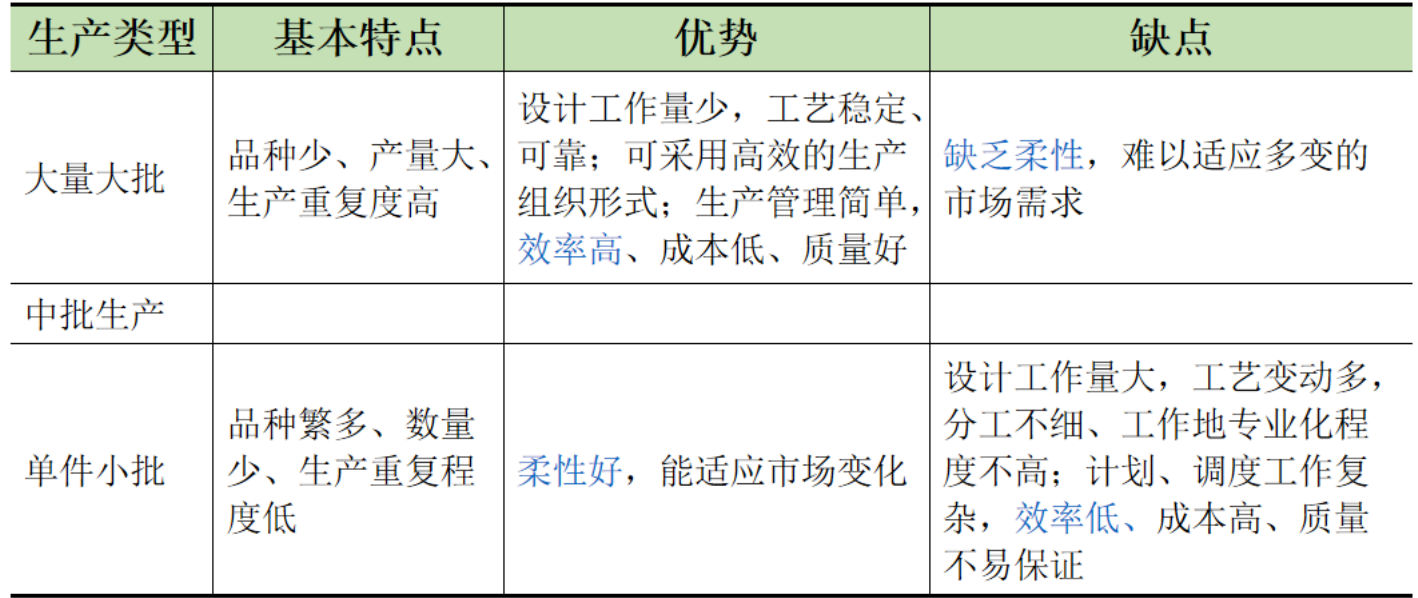 生产类型 基本特点 优势 缺点
大量大批
品种少、产量大、
生产重复度高
设计工作量少，工艺稳定、
可靠；可采用高效的生产
组织形式；生产管理简单，
效率高、成本低、质量好
缺乏柔性，难以适应多变的
市场需求
中批生产
单件小批
品种繁多、数量
少、生产重复程
度低
柔性好，能适应市场变化
设计工作量大，工艺变动多，
分工不细、工作地专业化程
度不高；计划、调度工作复
杂，效率低、成本高、质量
不易保证